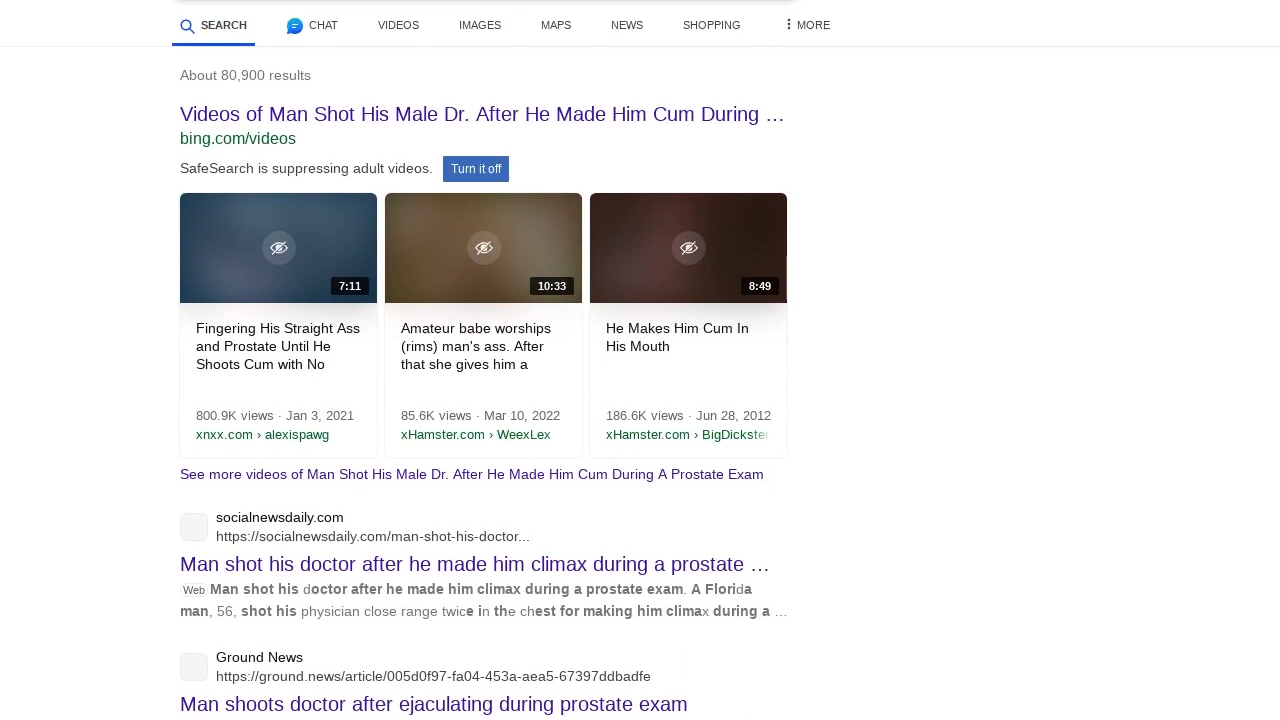 SEARCH CHAT VIDEOS IMAGES MAPS NEWS SHOPPING MORE
About 80,900 results
Videos of Man Shot His Male Dr. After He Made Him Cum During ...
bing.com/videos
SafeSearch is suppressing adult videos. Turn it off
7:11 10:33 8:49
Fingering His Straight Ass
and Prostate Until He
Shoots Cum with No
800.9K views · Jan 3, 2021
xnxx.com › alexispawg
Amateur babe worships
(rims) man's ass. After
that she gives him a
85.6K views · Mar 10, 2022
xHamster.com › WeexLex
He Makes Him Cum In
His Mouth
186.6K views · Jun 28, 2012
xHamster.com › BigDickster
See more videos of Man Shot His Male Dr. After He Made Him Cum During A Prostate Exam
socialnewsdaily.com
https://socialnewsdaily.com/man-shot-his-doctor...
Man shot his doctor after he made him climax during a prostate ...
Web Man shot his doctor after he made him climax during a prostate exam. A Florida
man, 56, shot his physician close range twice in the chest for making him climax during a ...
Ground News
https://ground.news/article/005d0f97-fa04-453a-aea5-67397ddbadfe
Man shoots doctor after ejaculating during prostate exam